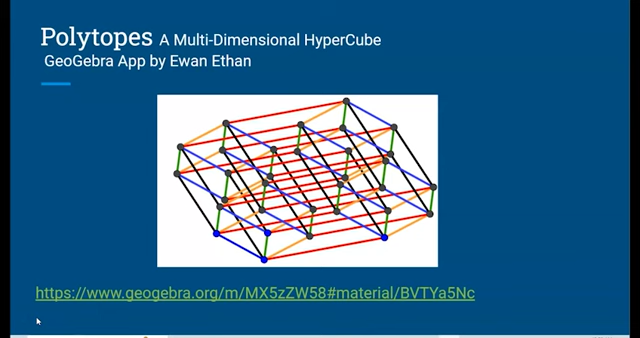 Polytopes A Multi-Dimensional HyperCube
GeoGebra App by Ewan Ethan
https://www.geogebra.org/m/MX5zZW58#material/BVTYa5Nc